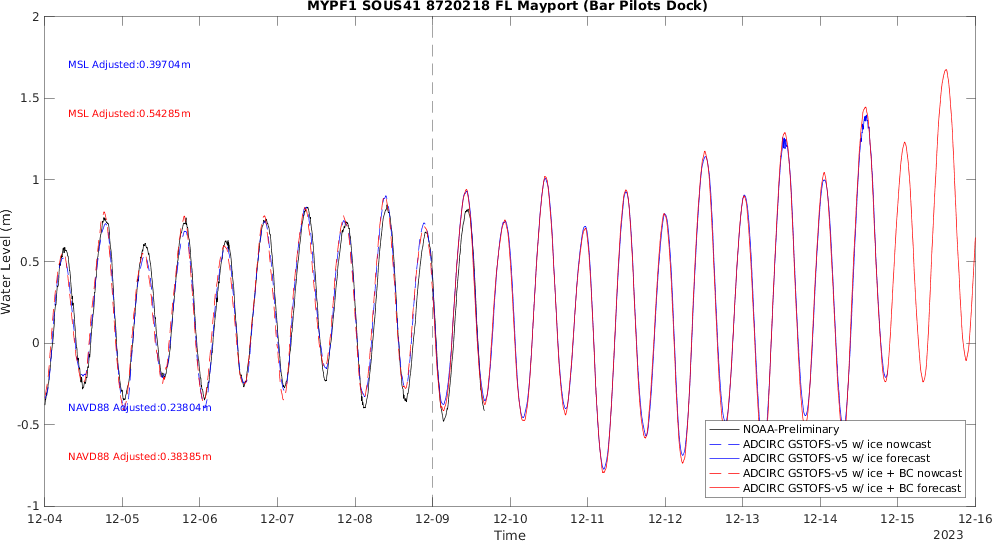 MYPF1 SOUS41 8720218 FL Mayport (Bar Pilots Dock)
2
1.5
1
0.5
0
-0.5
-1
Water Level (m)
MSL Adjusted:0.39704m
MSL Adjusted:0.54285m
NAVD88 Adjusted:0.23804m
NAVD88 Adjusted:0.38385m
NOAA-Preliminary
ADCIRC GSTOFS-v5 w/ ice nowcast
ADCIRC GSTOFS-v5 w/ ice forecast
ADCIRC GSTOFS-v5 w/ ice + BC nowcast
ADCIRC GSTOFS-v5 w/ ice + BC forecast
12-04 12-05 12-06 12-07 12-08 12-09 12-10 12-11 12-12 12-13 12-14 12-15 12-16
Time
2023